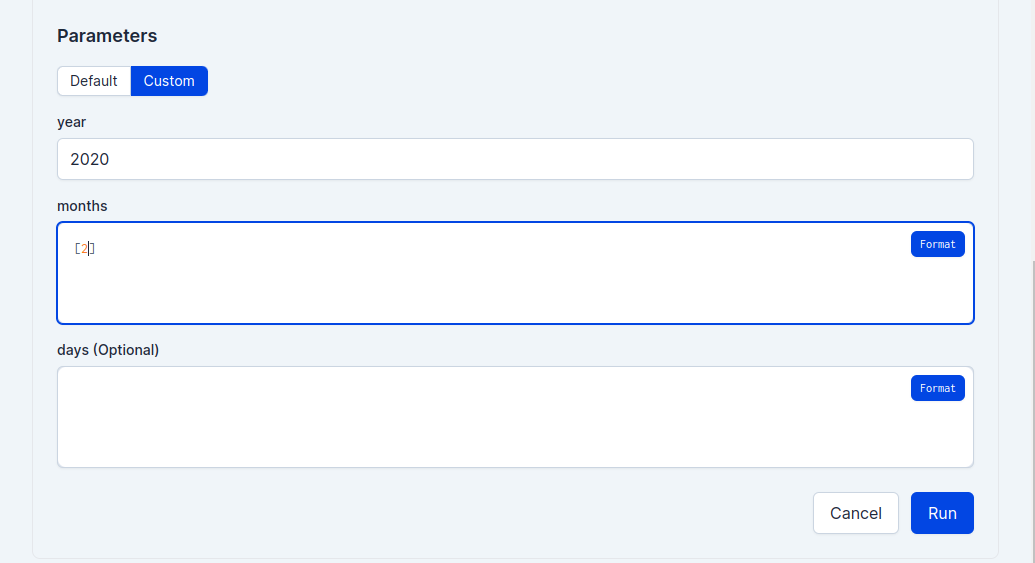 Parameters
Default Custom
year
2020
months
[2]
Format
days (Optional)
Format
Cancel Run